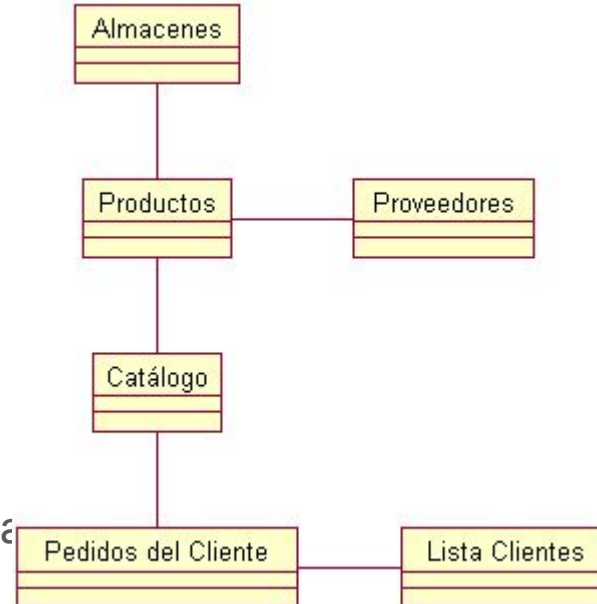 Almacenes
Productos
Proveedores
Catálogo
Pedidos del Cliente
Lista Clientes